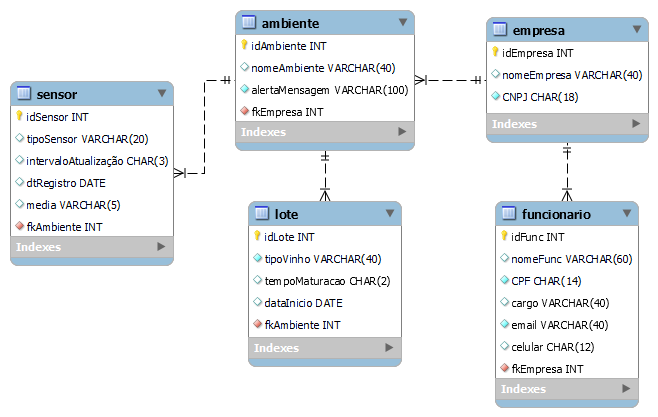 ambiente
idAmbiente INT
nomeAmbiente VARCHAR(40)
alertaMensagem VARCHAR(100)
fkEmpresa INT
Indexes
empresa
idEmpresa INT
nomeEmpresa VARCHAR(40)
CNPJ CHAR(18)
Indexes
sensor
idSensor INT
tipoSensor VARCHAR(20)
intervaloAtualização CHAR(3)
dtRegistro DATE
media VARCHAR(5)
fkAmbiente INT
Indexes
lote
idLote INT
tipoVinho VARCHAR(40)
tempoMaturacao CHAR(2)
dataInicio DATE
fkAmbiente INT
Indexes
funcionario
idFunc INT
nomeFunc VARCHAR(60)
CPF CHAR(14)
cargo VARCHAR(40)
email VARCHAR(40)
celular CHAR(12)
fkEmpresa INT
Indexes